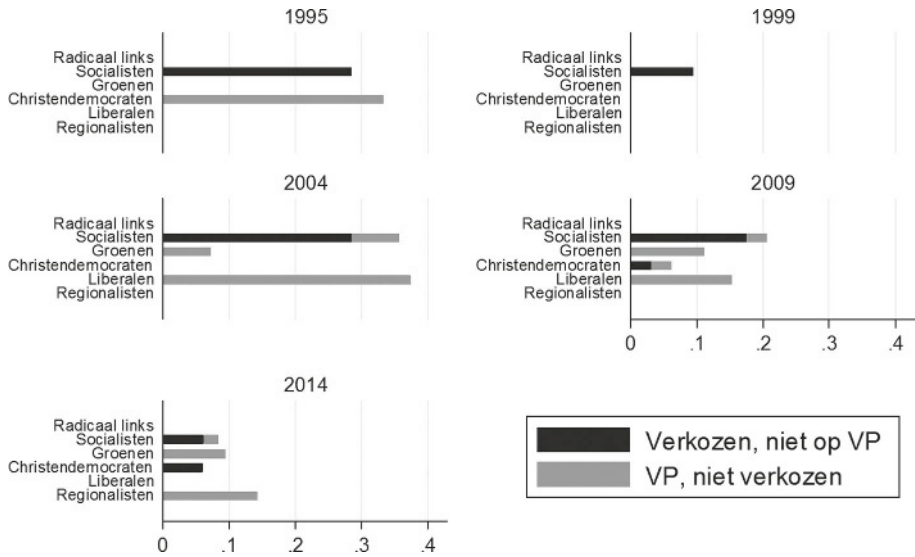 1995
Radicaal links
Socialisten
Groenen
Christendemocraten
Liberalen
Regionalisten
1999
Radicaal links
Socialisten
Groenen
Christendemocraten
Liberalen
Regionalisten
2004
Radicaal links
Socialisten
Groenen
Christendemocraten
Liberalen
Regionalisten
2009
Radicaal links
Socialisten
Groenen
Christendemocraten
Liberalen
Regionalisten
0 .1 .2 .3 .4
2014
Radicaal links
Socialisten
Groenen
Christendemocraten
Liberalen
Regionalisten
0 .1 .2 .3 .4
Verkozen, niet op VP
VP, niet verkozen